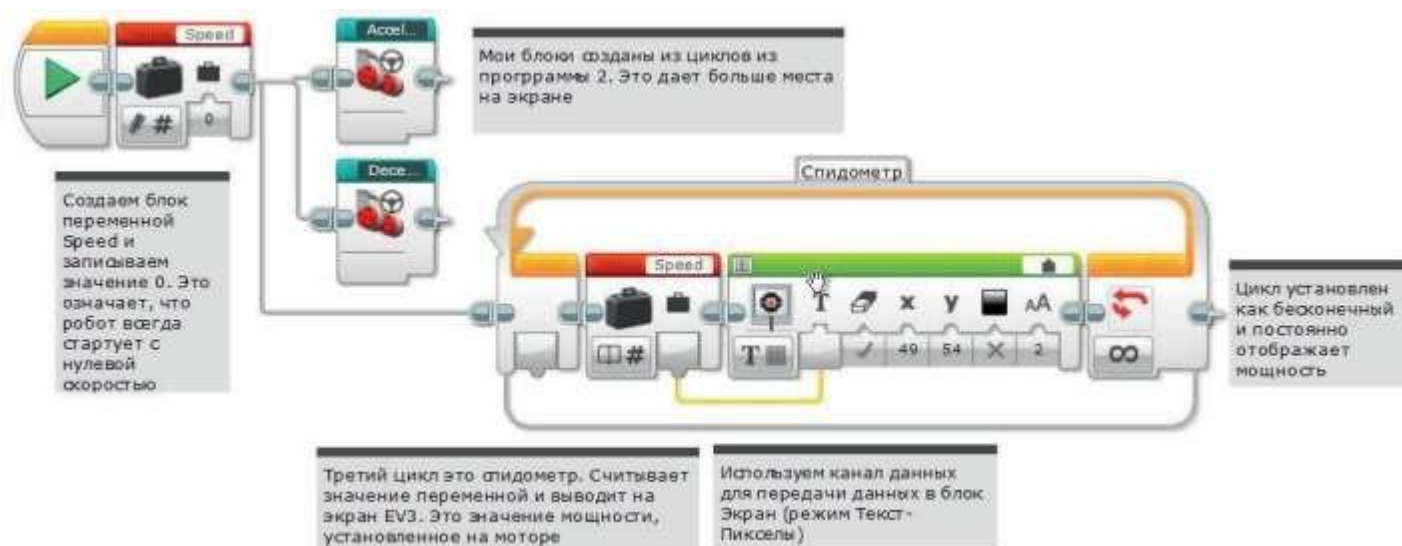 Speed
0
Accel...
Мои блоки созданы из циклов из
прогрраммы 2. Это дает больше места
на экране
Dece...
Создаем блок
переменной
Speed и
записываем
значение 0. Это
означает, что
робот всегда
стартует с
нулевой
скоростью
Спидометр
Speed
T
x
y
AA
#
#
T
49
54
2
∞
Цикл установлен
как бесконечный
и постоянно
отображает
мощность
Третий цикл это спидометр. Считывает
значение переменной и выводит на
экран EV3. Это значение мощности,
установленное на моторе
Используем канал данных
для передачи данных в блок
Экран (режим Текст-
Пикселы)